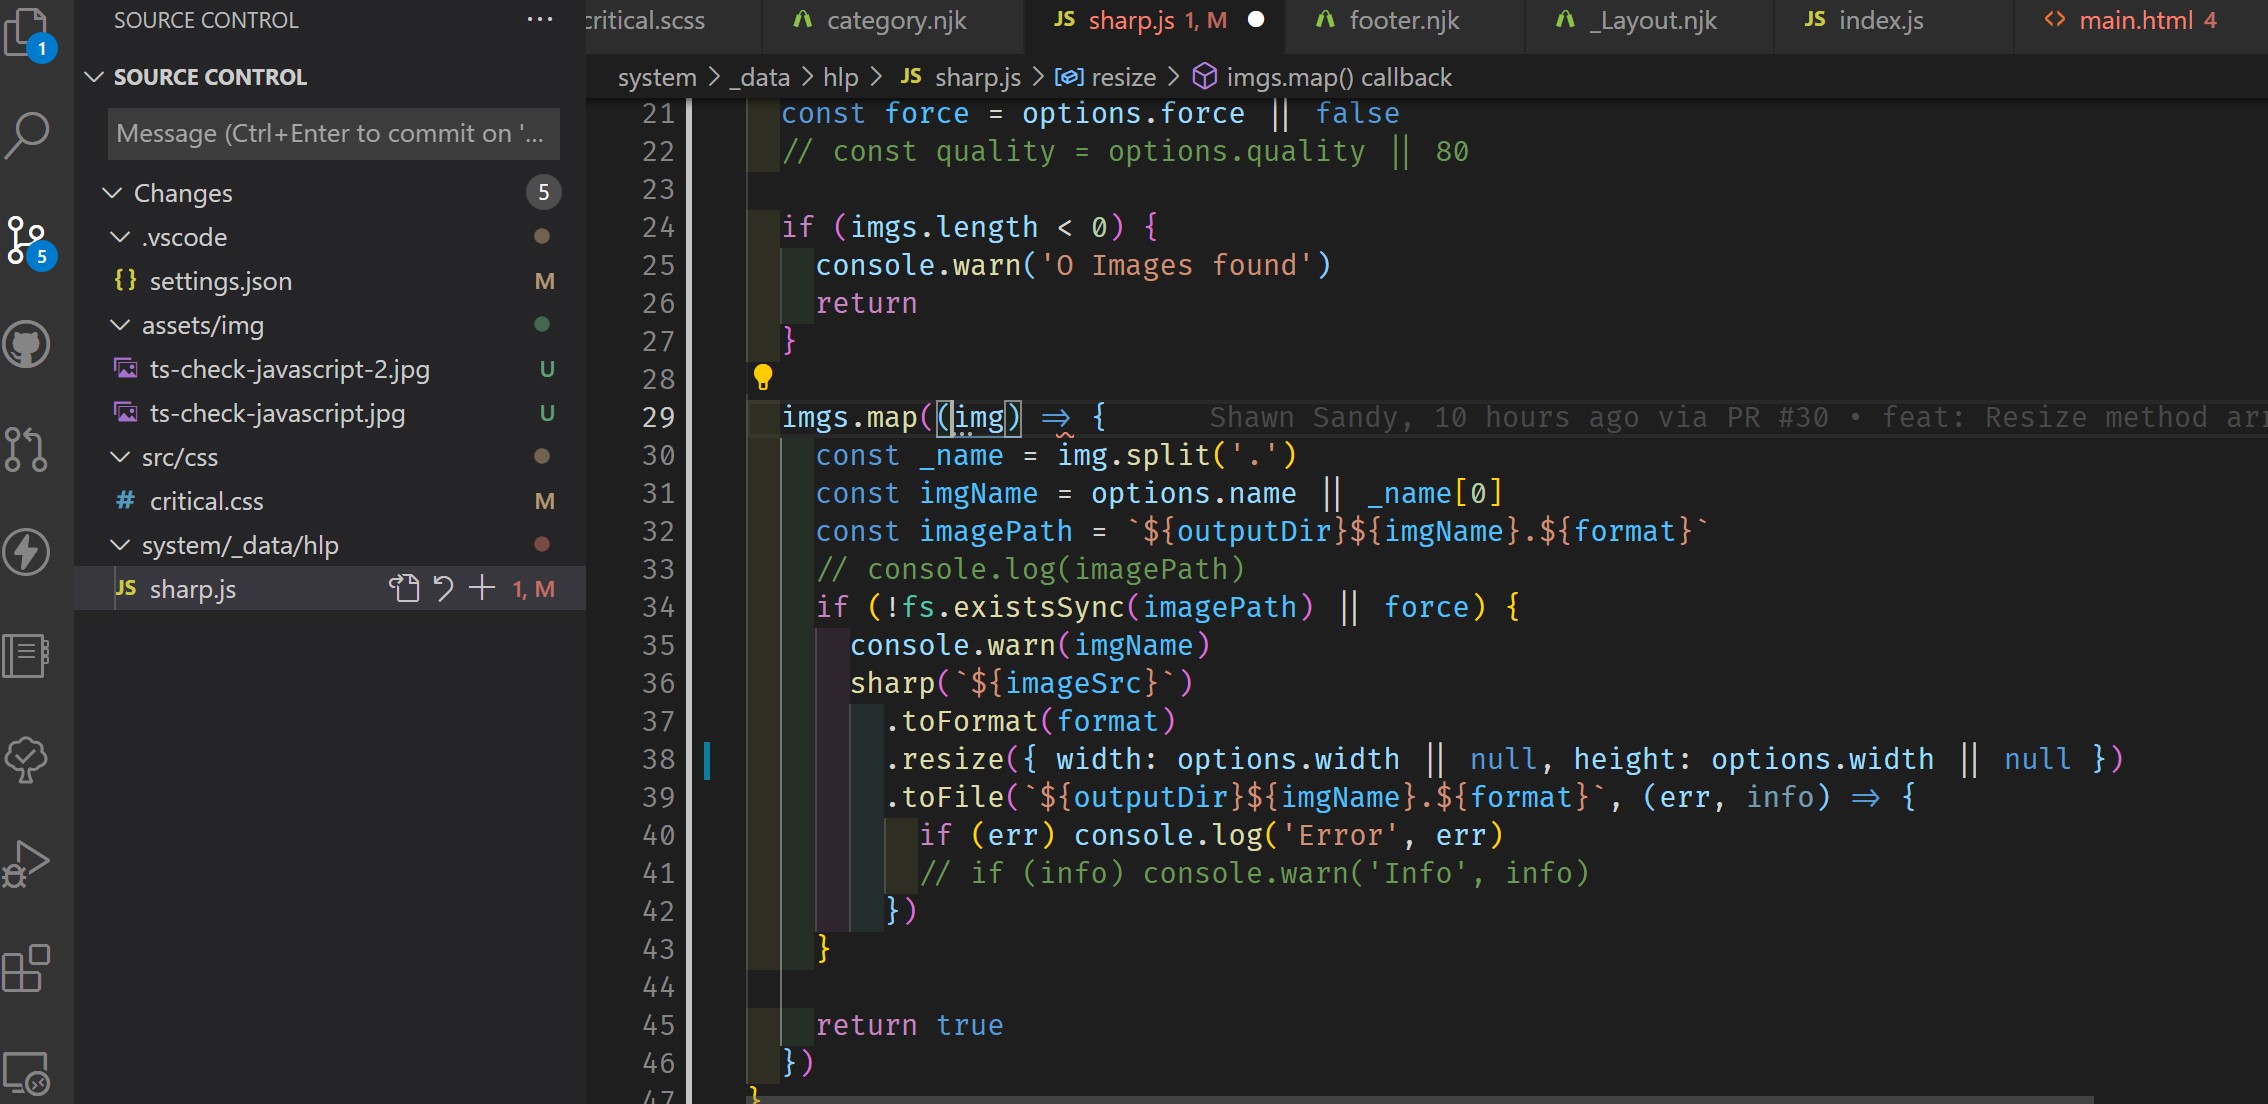 SOURCE CONTROL
SOURCE CONTROL
Message (Ctrl+Enter to commit on '...
Changes 5
.vscode
settings.json M
assets/img
ts-check-javascript-2.jpg U
ts-check-javascript.jpg U
src/css
# critical.css M
system/_data/hlp
JS sharp.js 1, M
1
5
critical.scss category.njk JS sharp.js 1, M footer.njk _Layout.njk JS index.js <> main.html 4
system > _data > hlp > JS sharp.js > resize > imgs.map() callback
21 const force = options.force || false
22 // const quality = options.quality || 80
23
24 if (imgs.length < 0) {
25 console.warn('O Images found')
26 return
27 }
28
29 imgs.map((img) => { Shawn Sandy, 10 hours ago via PR #30 • feat: Resize method arr
30 const _name = img.split('.')
31 const imgName = options.name || _name[0]
32 const imagePath = `${outputDir}${imgName}.${format}`
33 // console.log(imagePath)
34 if (!fs.existsSync(imagePath) || force) {
35 console.warn(imgName)
36 sharp(`${imageSrc}`)
37 .toFormat(format)
38 .resize({ width: options.width || null, height: options.width || null })
39 .toFile(`${outputDir}${imgName}.${format}`, (err, info) => {
40 if (err) console.log('Error', err)
41 // if (info) console.warn('Info', info)
42 })
43 }
44
45 return true
46 })
47 }